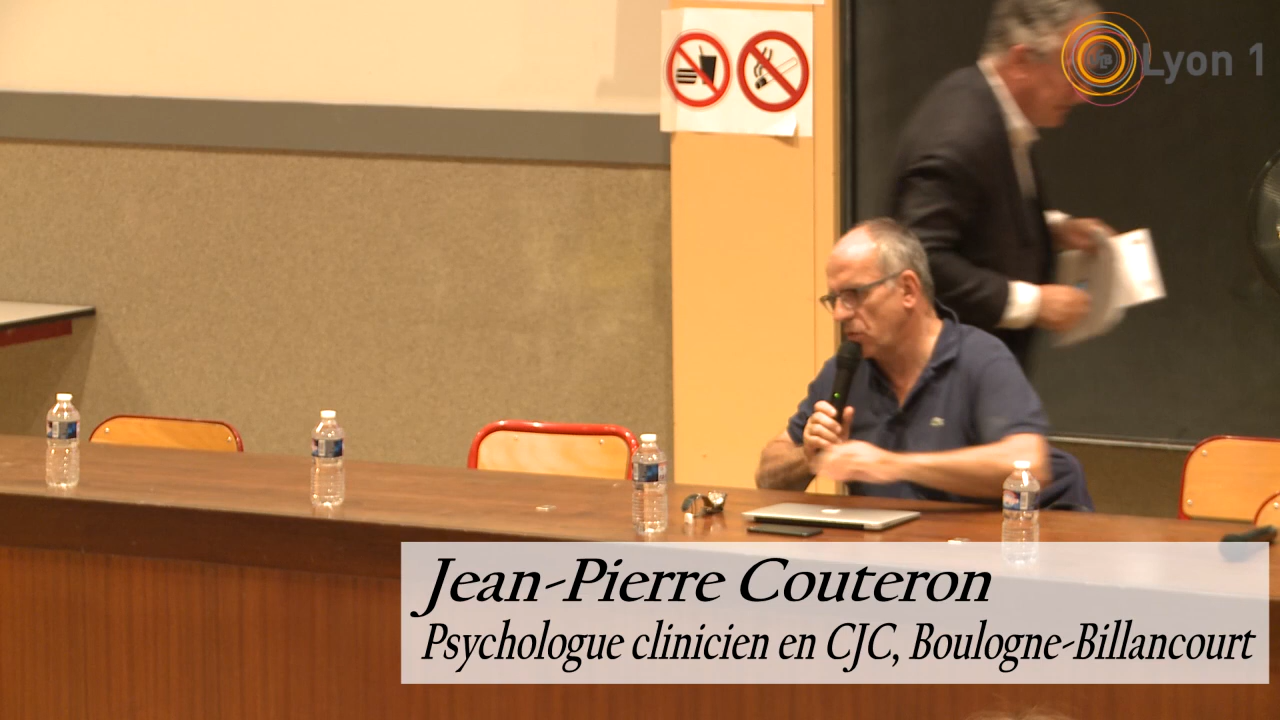 Lyon 1
Jean-Pierre Couteron
Psychologue clinicien en CJC, Boulogne-Billancourt